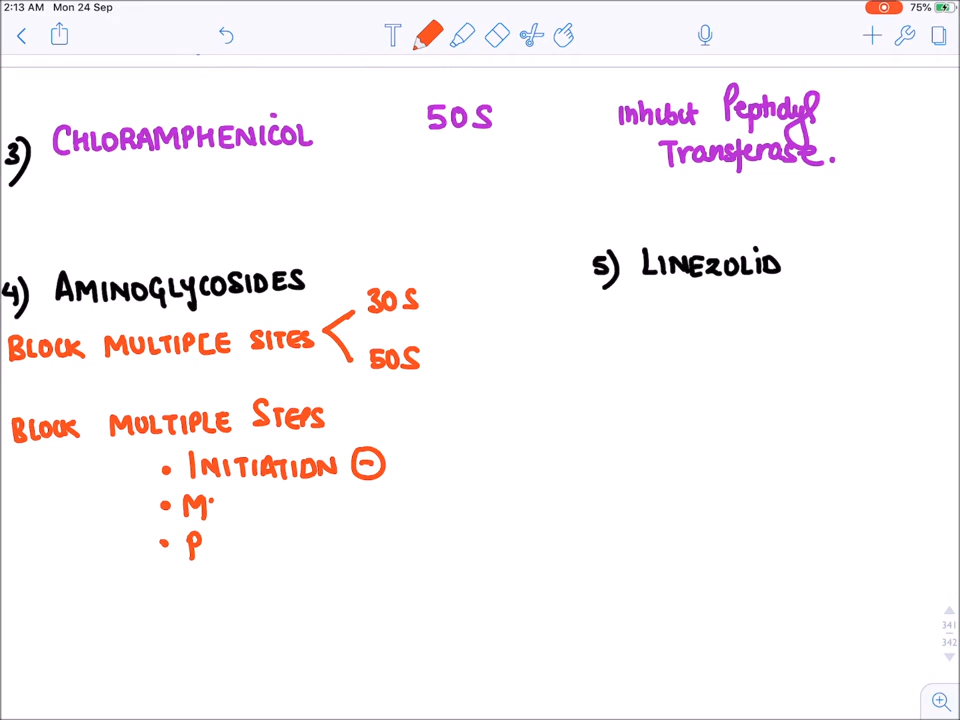 2:13 AM Mon 24 Sep
75%
T
3) CHLORAMPHENICOL 50S Inhibit Peptidyl
Transferase.
4) AMINOGLYCOSIDES
5) LINEZOLID
BLOCK MULTIPLE SITES 30S
50S
BLOCK MULTIPLE STEPS
• INITIATION ⊖
• M
• P
341
342